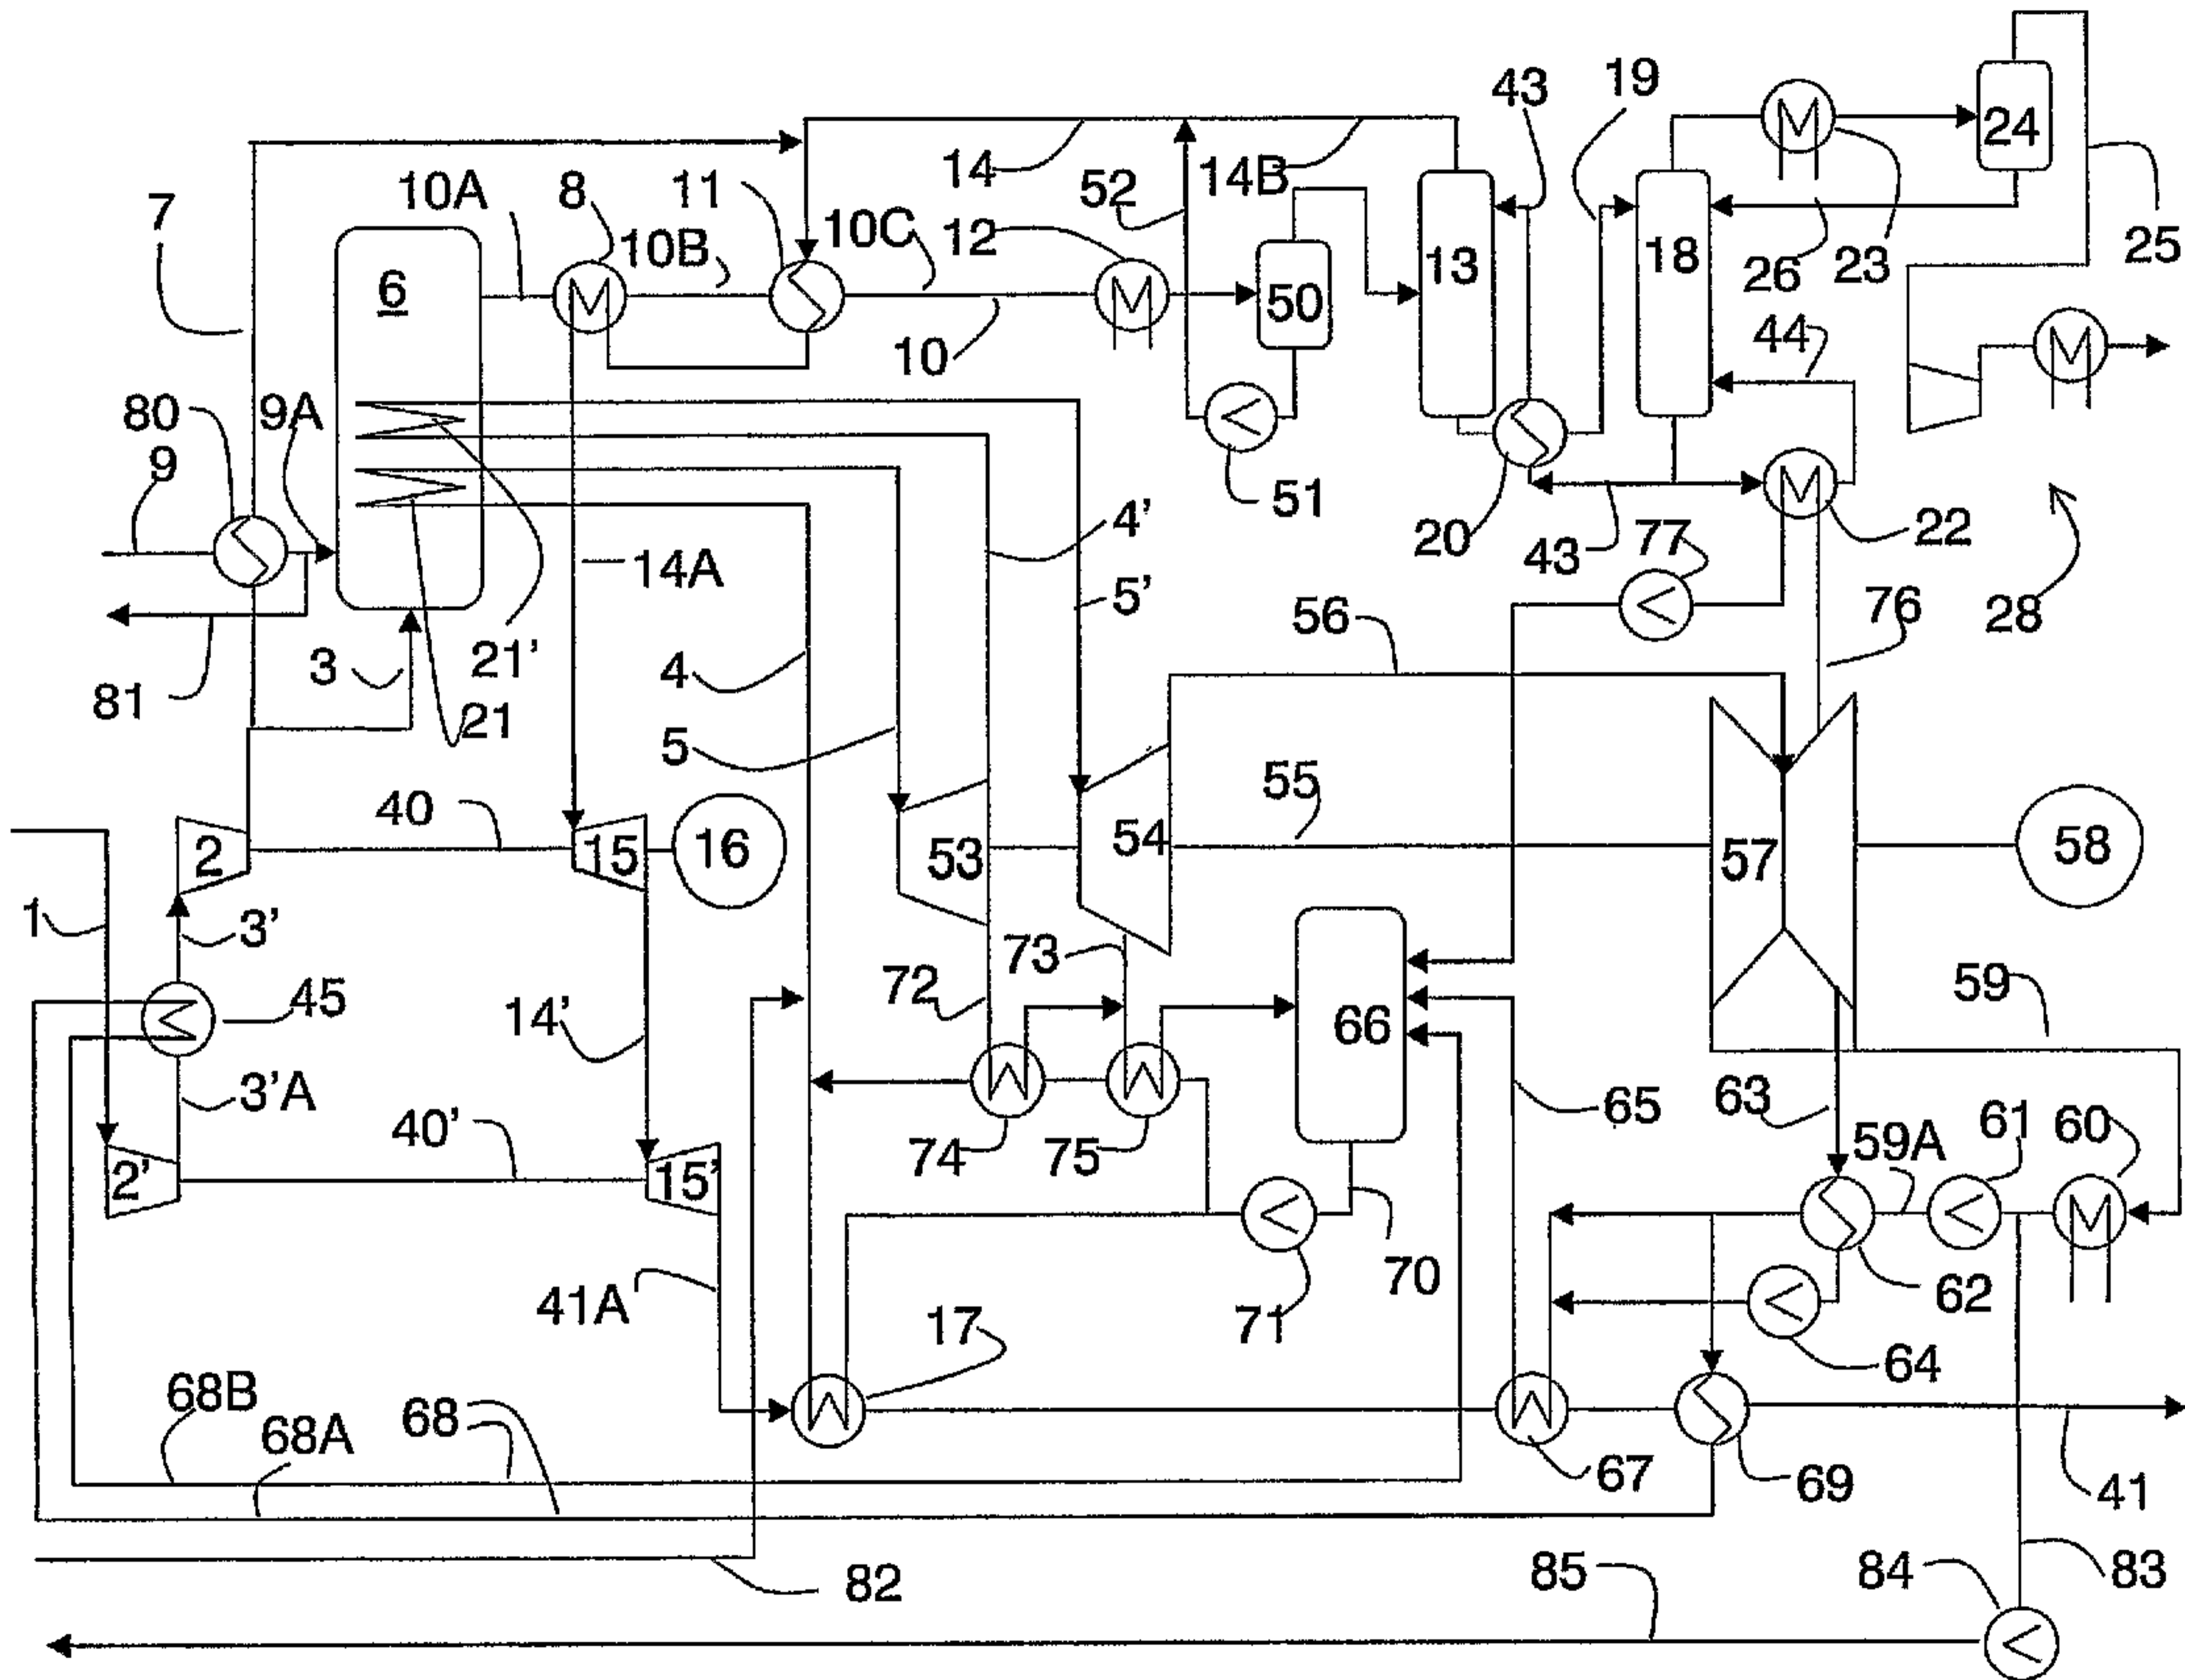 43 19
24
14 14B
10A 8 11 52
7 10B 10C 12
6 13 18 26 23 25
50
10 44
80 9A
9
51 20 43 77 22
14A 4' 5' 28
81 3 21' 4 56 76
21
5
40 55
2 15 16 53 54 57 58
1 3' 73
45 14' 72 66 59
3'A 65 63
40' 74 75 59A 61 60
2' 15'
41A 17 71 70 62
64
68B 68A 68
67 69 41
82 85 84 83